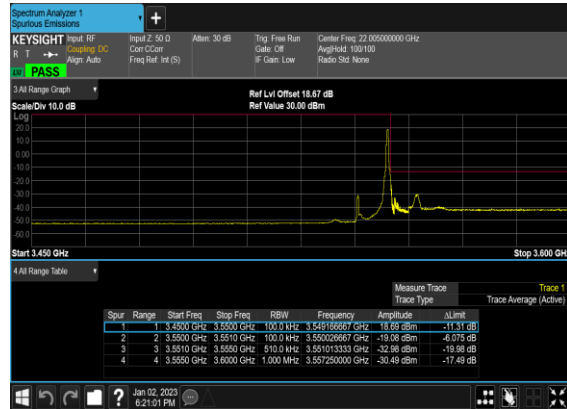 Spectrum Analyzer 1
Spurious Emissions
KEYSIGHT Input: RF Input Z: 50 Ω Atten: 30 dB Trig: Free Run Center Freq: 22.005000000 GHz
R T Coupling: DC Corr CCorr Gate: Off Avg|Hold: 100/100
Align: Auto Freq Ref: Int (S) IF Gain: Low Radio Std: None
LXI PASS
3 All Range Graph
Ref Lvl Offset 18.67 dB
Scale/Div 10.0 dB Ref Value 30.00 dBm
Log
20.0
10.0
0.00
-10.0
-20.0
-30.0
-40.0
-50.0
-60.0
Start 3.450 GHz Stop 3.600 GHz
4 All Range Table
Measure Trace Trace 1
Trace Type Trace Average (Active)
Spur Range Start Freq Stop Freq RBW Frequency Amplitude ΔLimit
1 1 3.4500 GHz 3.5500 GHz 100.0 kHz 3.549166667 GHz 18.69 dBm -11.31 dB
2 2 3.5500 GHz 3.5510 GHz 100.0 kHz 3.550026667 GHz -19.08 dBm -6.075 dB
3 3 3.5510 GHz 3.5550 GHz 510.0 kHz 3.551013333 GHz -32.98 dBm -19.98 dB
4 4 3.5550 GHz 3.6000 GHz 1.000 MHz 3.557250000 GHz -30.49 dBm -17.49 dB
? Jan 02, 2023
6:21:01 PM